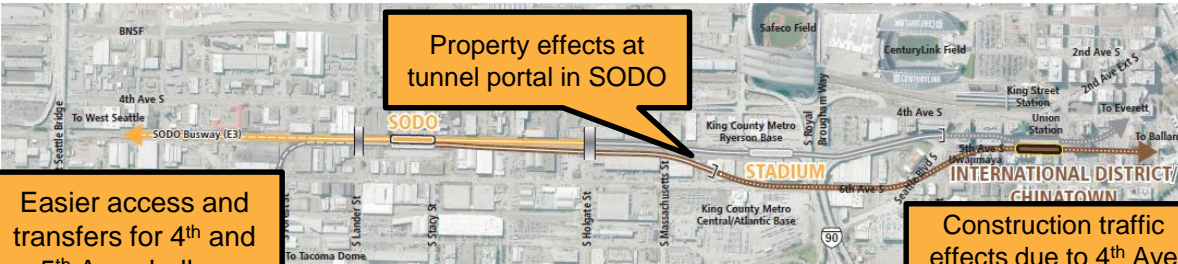 BNSF
Safeco Field
CenturyLink Field
CENTURYLINK
2nd Ave S
2nd Ave Ext S
Property effects at
tunnel portal in SODO
4th Ave S
To West Seattle
Seattle Bridge
SODO Busway (E3)
SODO
King County Metro
Ryerson Base
S Royal
Brougham Way
4th Ave S
King Street
Station
Union
Station
To Everett
To Ballard
5th Ave S
Uwajimaya
INTERNATIONAL DISTRICT/
CHINATOWN
STADIUM
6th Ave S
Seattle Blvd S
S Lander St
S Stacy St
S Holgate St
S Massachusetts St
King County Metro
Central/Atlantic Base
90
To Tacoma Dome
Easier access and
transfers for 4th and
Construction traffic
effects due to 4th Ave